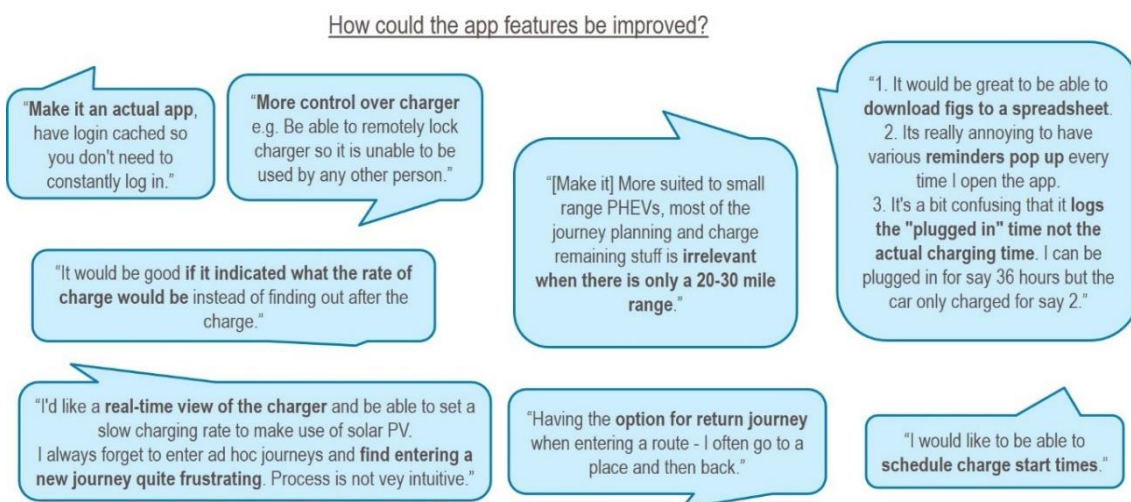 How could the app features be improved?
“Make it an actual app,
have login cached so
you don't need to
constantly log in.”
“More control over charger
e.g. Be able to remotely lock
charger so it is unable to be
used by any other person.”
“[Make it] More suited to small
range PHEVs, most of the
journey planning and charge
remaining stuff is irrelevant
when there is only a 20-30 mile
range.”
“1. It would be great to be able to
download figs to a spreadsheet.
2. Its really annoying to have
various reminders pop up every
time I open the app.
3. It's a bit confusing that it logs
the "plugged in" time not the
actual charging time. I can be
plugged in for say 36 hours but the
car only charged for say 2.”
“It would be good if it indicated what the rate of
charge would be instead of finding out after the
charge.”
“I'd like a real-time view of the charger and be able to set a
slow charging rate to make use of solar PV.
I always forget to enter ad hoc journeys and find entering a
new journey quite frustrating. Process is not vey intuitive.”
“Having the option for return journey
when entering a route - I often go to a
place and then back.”
“I would like to be able to
schedule charge start times.”